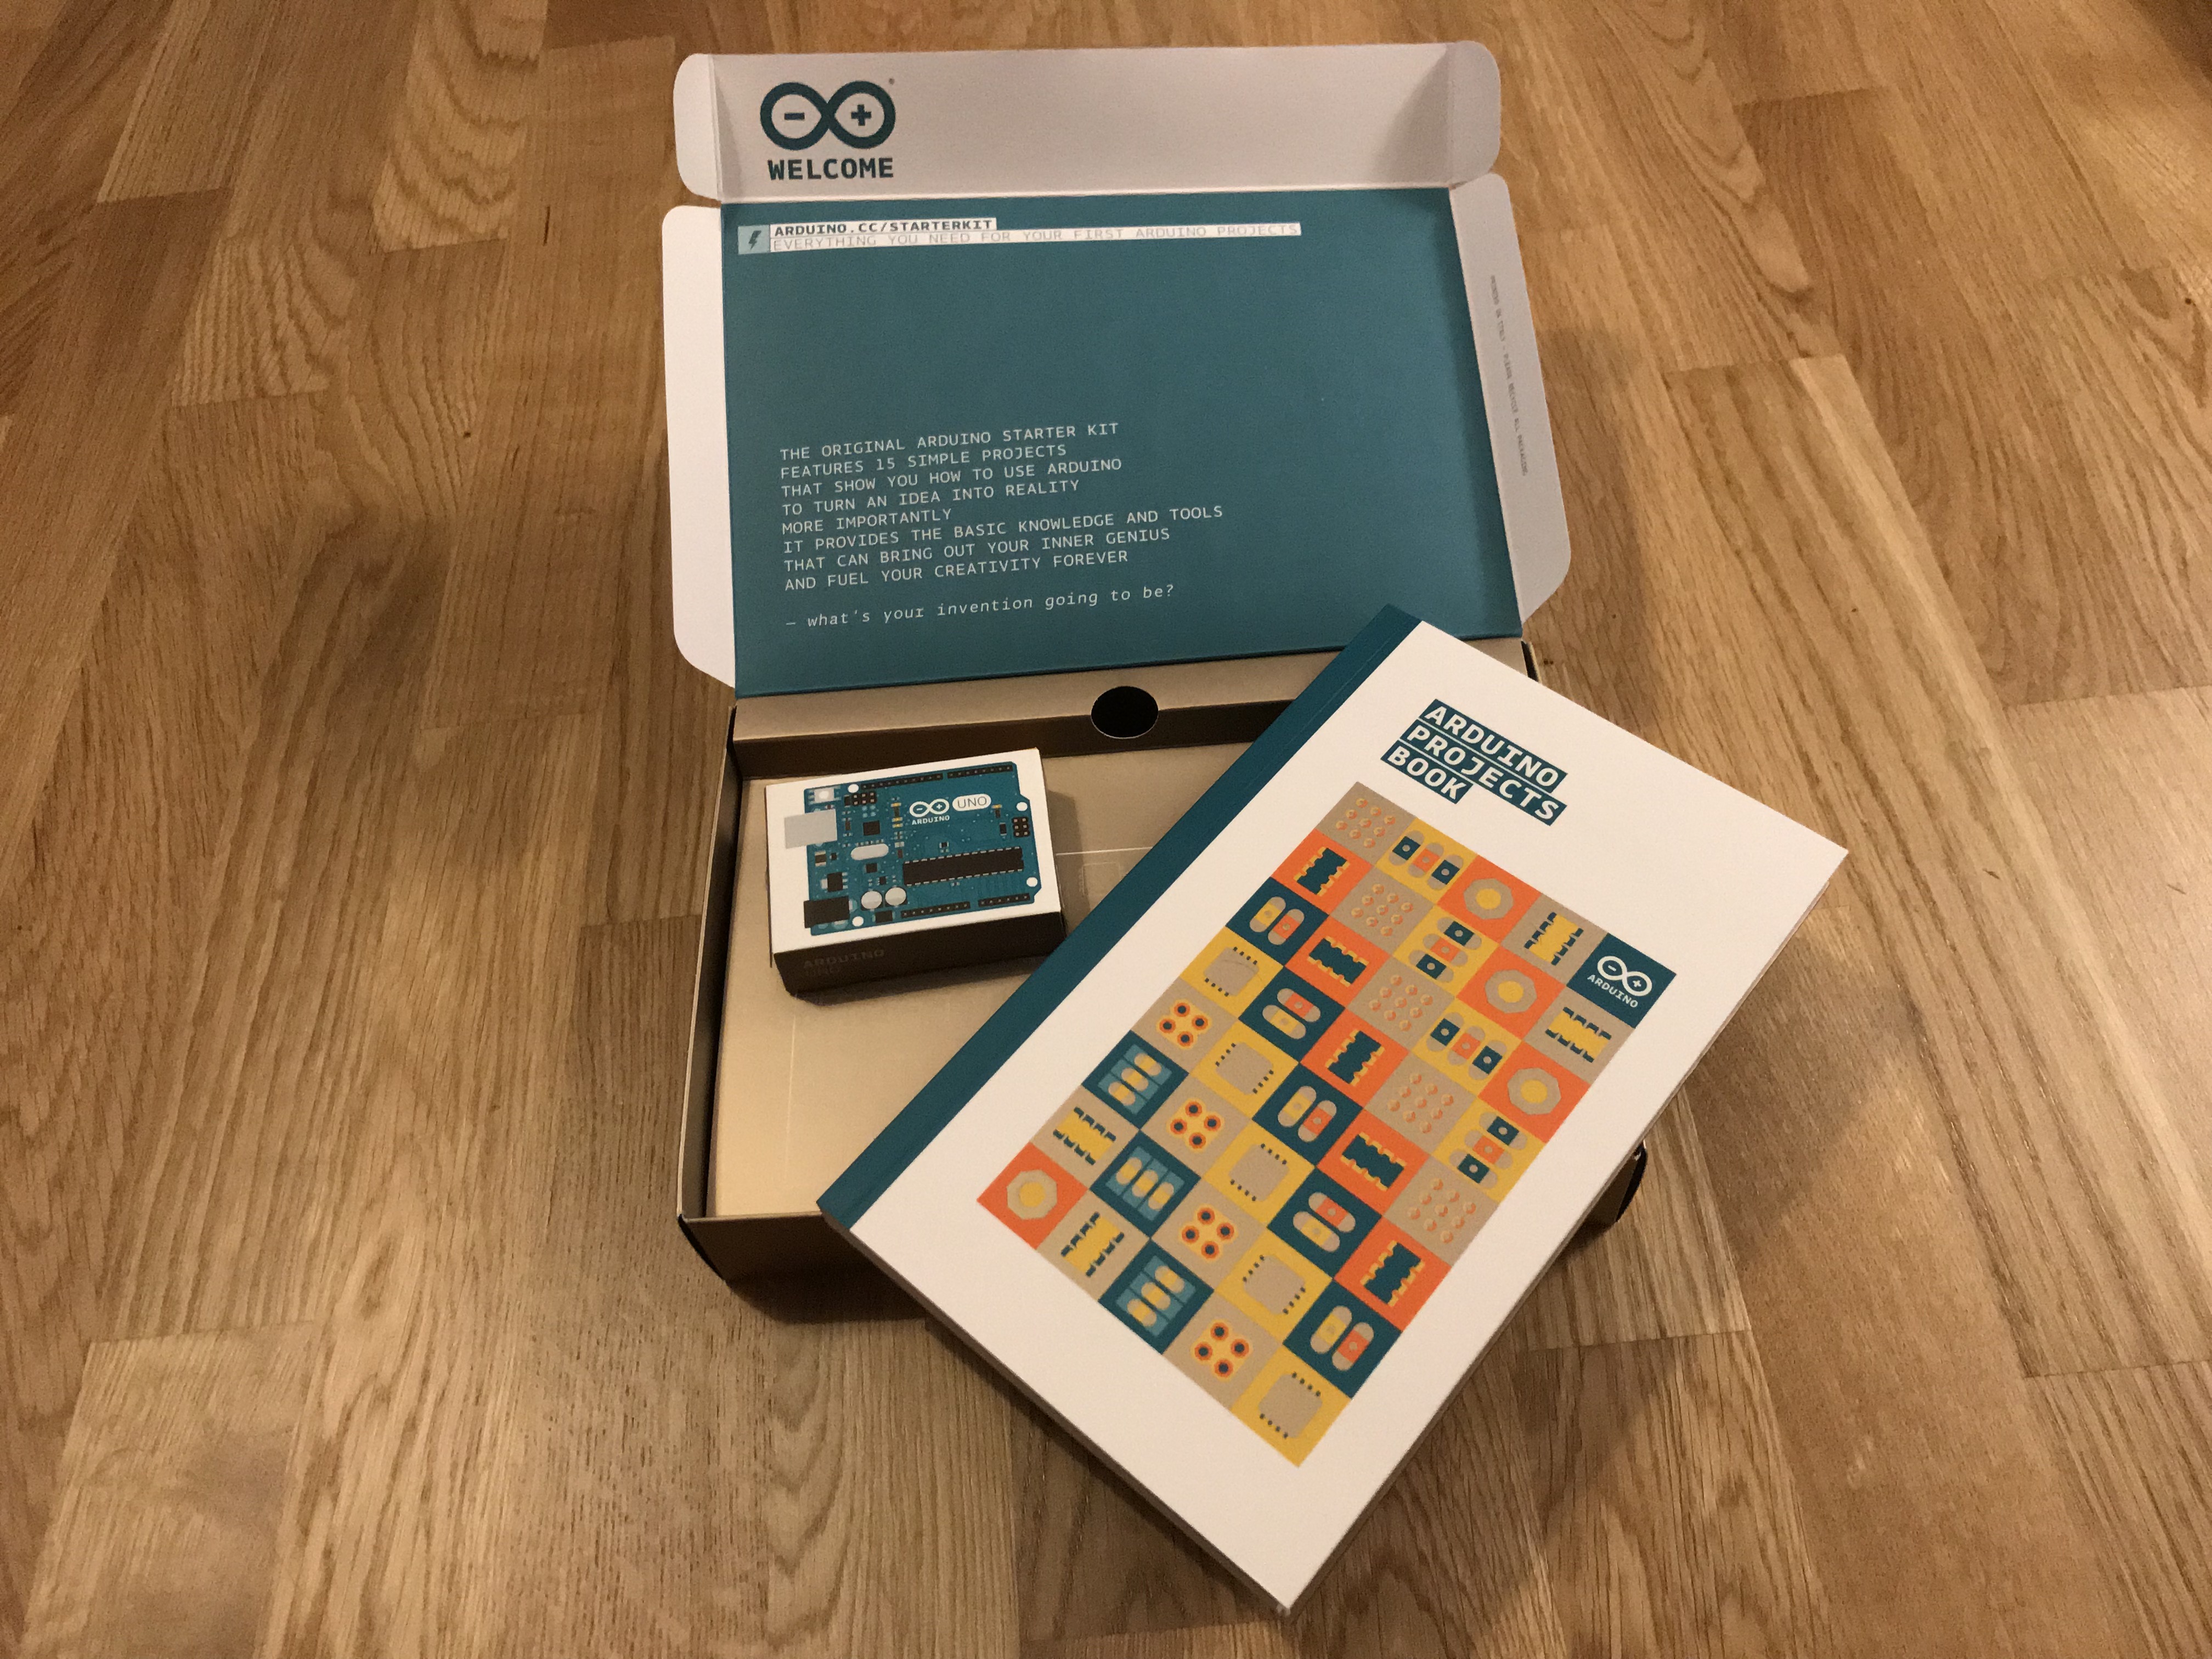 WELCOME
ARDUINO.CC/STARTERKIT
EVERYTHING YOU NEED FOR YOUR FIRST ARDUINO PROJECTS
THE ORIGINAL ARDUINO STARTER KIT
FEATURES 15 SIMPLE PROJECTS
THAT SHOW YOU HOW TO USE ARDUINO
TO TURN AN IDEA INTO REALITY
MORE IMPORTANTLY
IT PROVIDES THE BASIC KNOWLEDGE AND TOOLS
THAT CAN BRING OUT YOUR INNER GENIUS
AND FUEL YOUR CREATIVITY FOREVER
— what's your invention going to be?
UNO
ARDUINO
ARDUINO
UNO
ARDUINO
PROJECTS
BOOK
ARDUINO